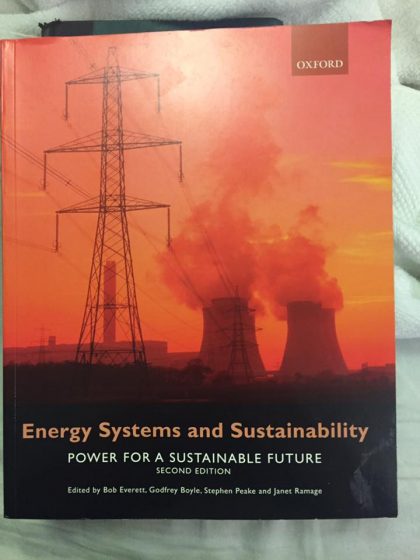 OXFORD
Energy Systems and Sustainability
POWER FOR A SUSTAINABLE FUTURE
SECOND EDITION
Edited by Bob Everett, Godfrey Boyle, Stephen Peake and Janet Ramage